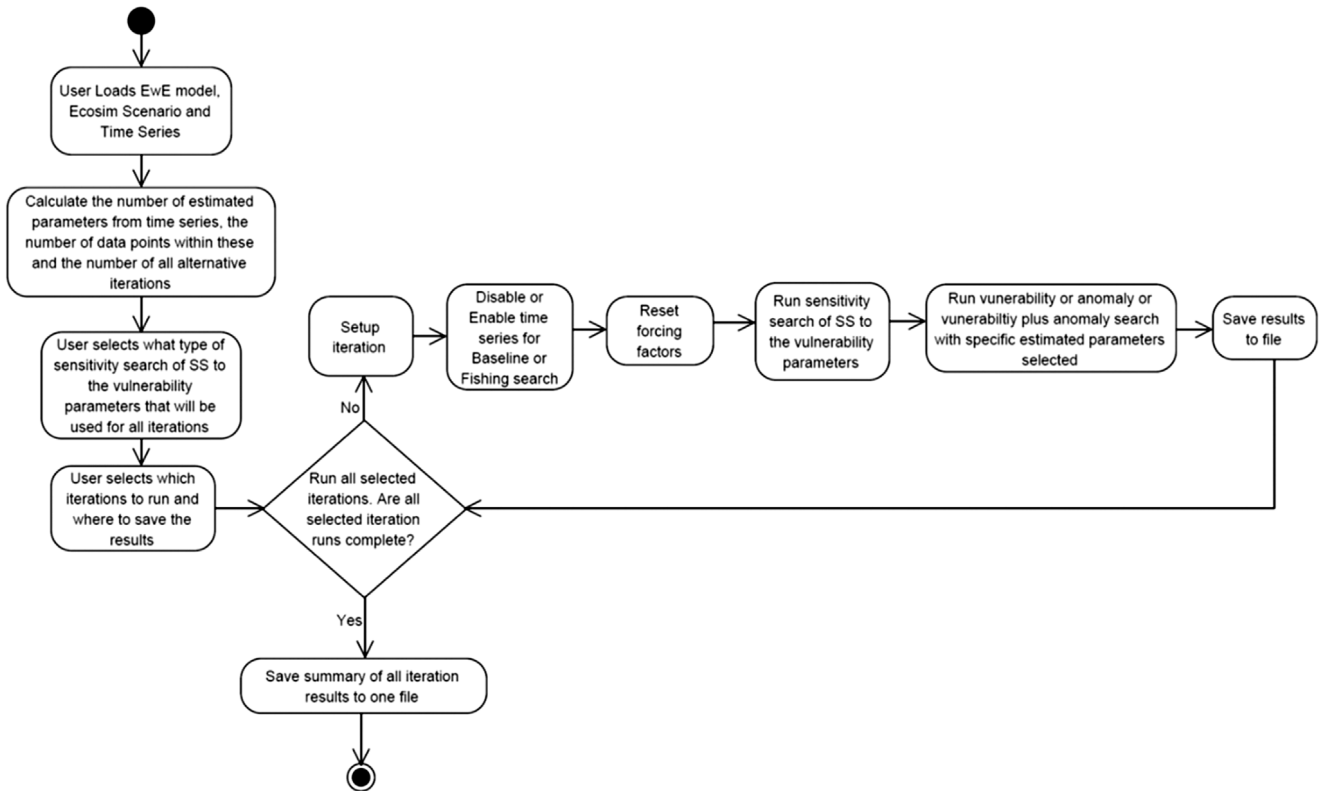 User Loads EwE model,
Ecosim Scenario and
Time Series
Calculate the number of estimated
parameters from time series, the
number of data points within these
and the number of all alternative
iterations
User selects what type of
sensitivity search of SS to
the vulnerability
parameters that will be
used for all iterations
User selects which
iterations to run and
where to save the
results
Run all selected
iterations. Are all
selected iteration
runs complete?
No
Setup
iteration
Disable or
Enable time
series for
Baseline or
Fishing search
Reset
forcing
factors
Run sensitivity
search of SS to
the vulnerability
parameters
Run vunerability or anomaly or
vunerabiltiy plus anomaly search
with specific estimated parameters
selected
Save results
to file
Yes
Save summary of all iteration
results to one file